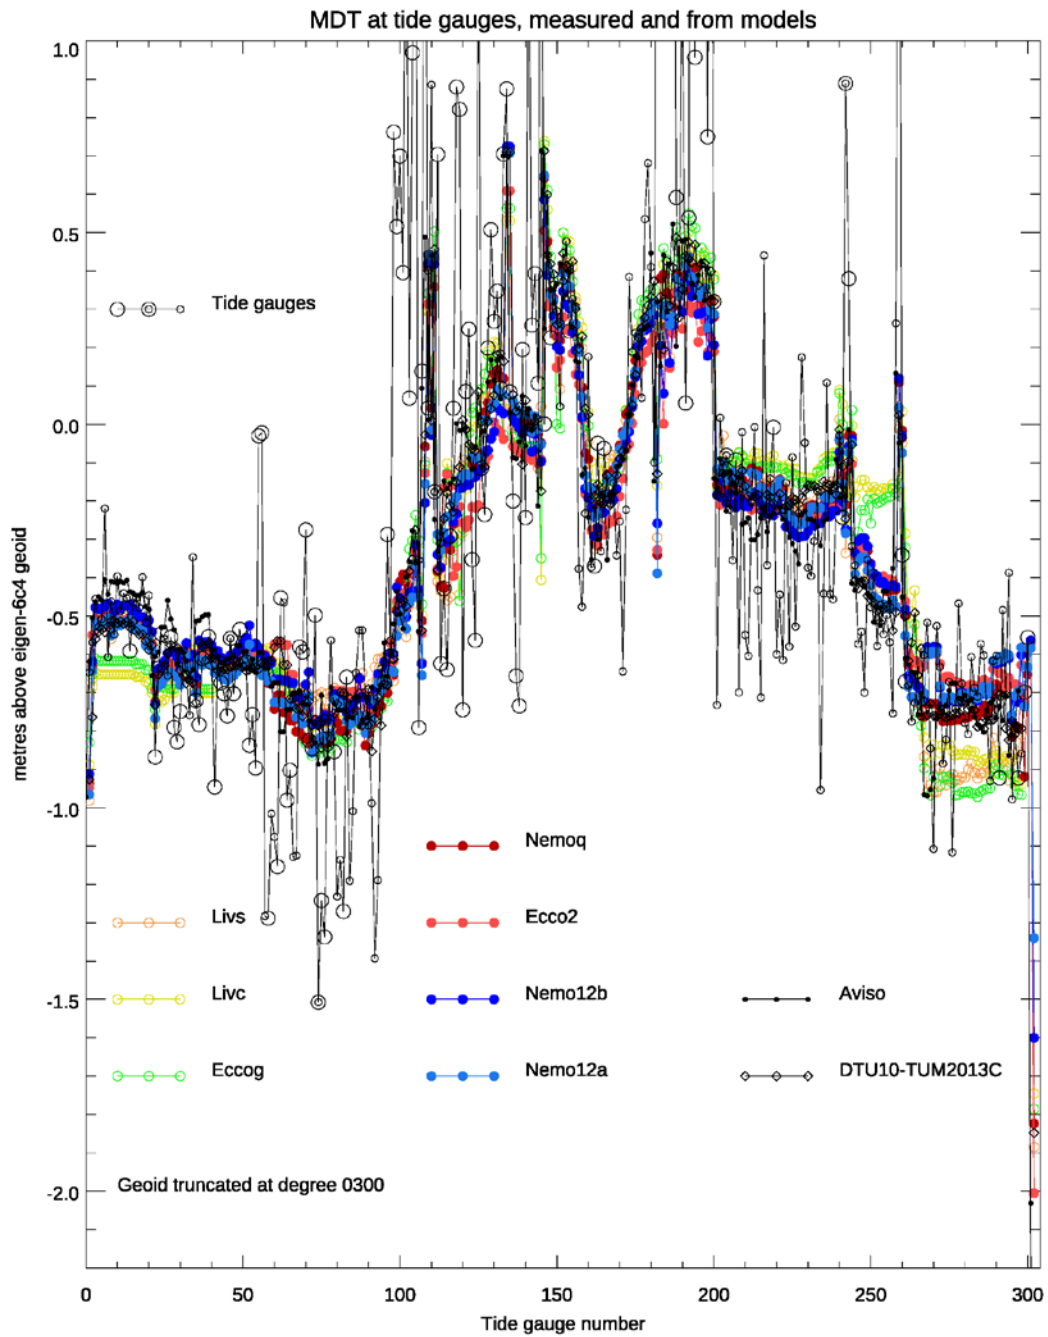 MDT at tide gauges, measured and from models
metres above eigen-6c4 geoid
1.0
0.5
0.0
-0.5
-1.0
-1.5
-2.0
Tide gauges
Nemoq
Livs
Ecco2
Livc
Nemo12b
Aviso
Eccog
Nemo12a
DTU10-TUM2013C
Geoid truncated at degree 0300
0 50 100 150 200 250 300
Tide gauge number